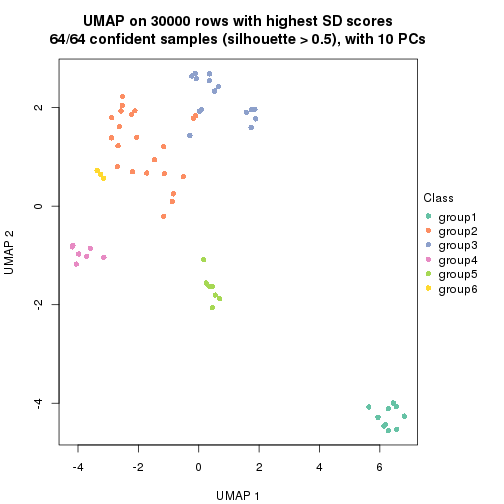 UMAP on 30000 rows with highest SD scores
64/64 confident samples (silhouette > 0.5), with 10 PCs
UMAP 2
2
0
-2
-4
-4
-2
0
2
4
6
UMAP 1
Class
group1
group2
group3
group4
group5
group6